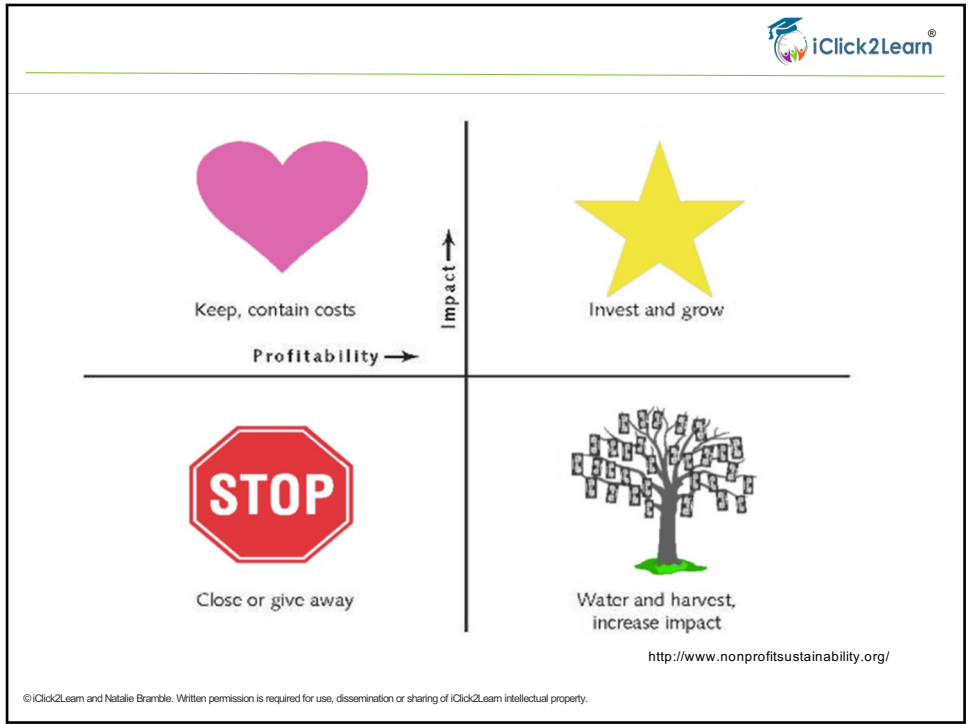 iClick2Learn®
Impact
Keep, contain costs
Invest and grow
Profitability
STOP
Close or give away
Water and harvest,
increase impact
http://www.nonprofitsustainability.org/
© iClick2Learn and Natalie Bramble. Written permission is required for use, dissemination or sharing of iClick2Learn intellectual property.